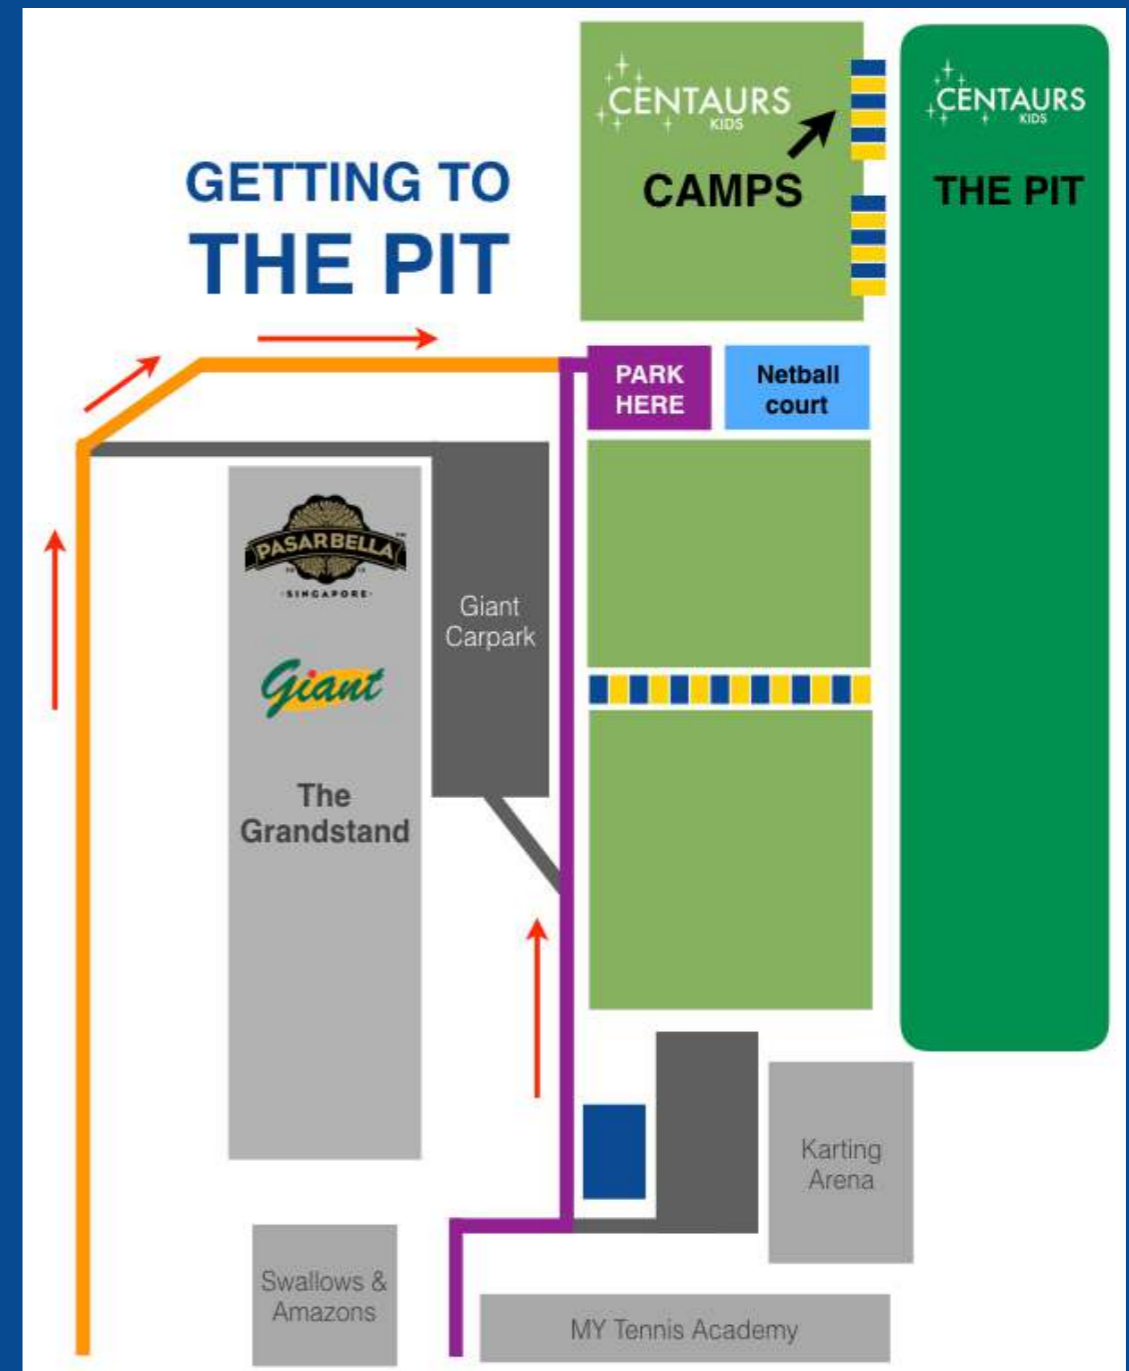 CENTAURS
KIDS
CAMPS
CENTAURS
KIDS
THE PIT
GETTING TO
THE PIT
PARK
HERE
Netball
court
PASARBELLA
·SINGAPORE·
Giant
The
Grandstand
Giant
Carpark
Karting
Arena
Swallows &
Amazons
MY Tennis Academy